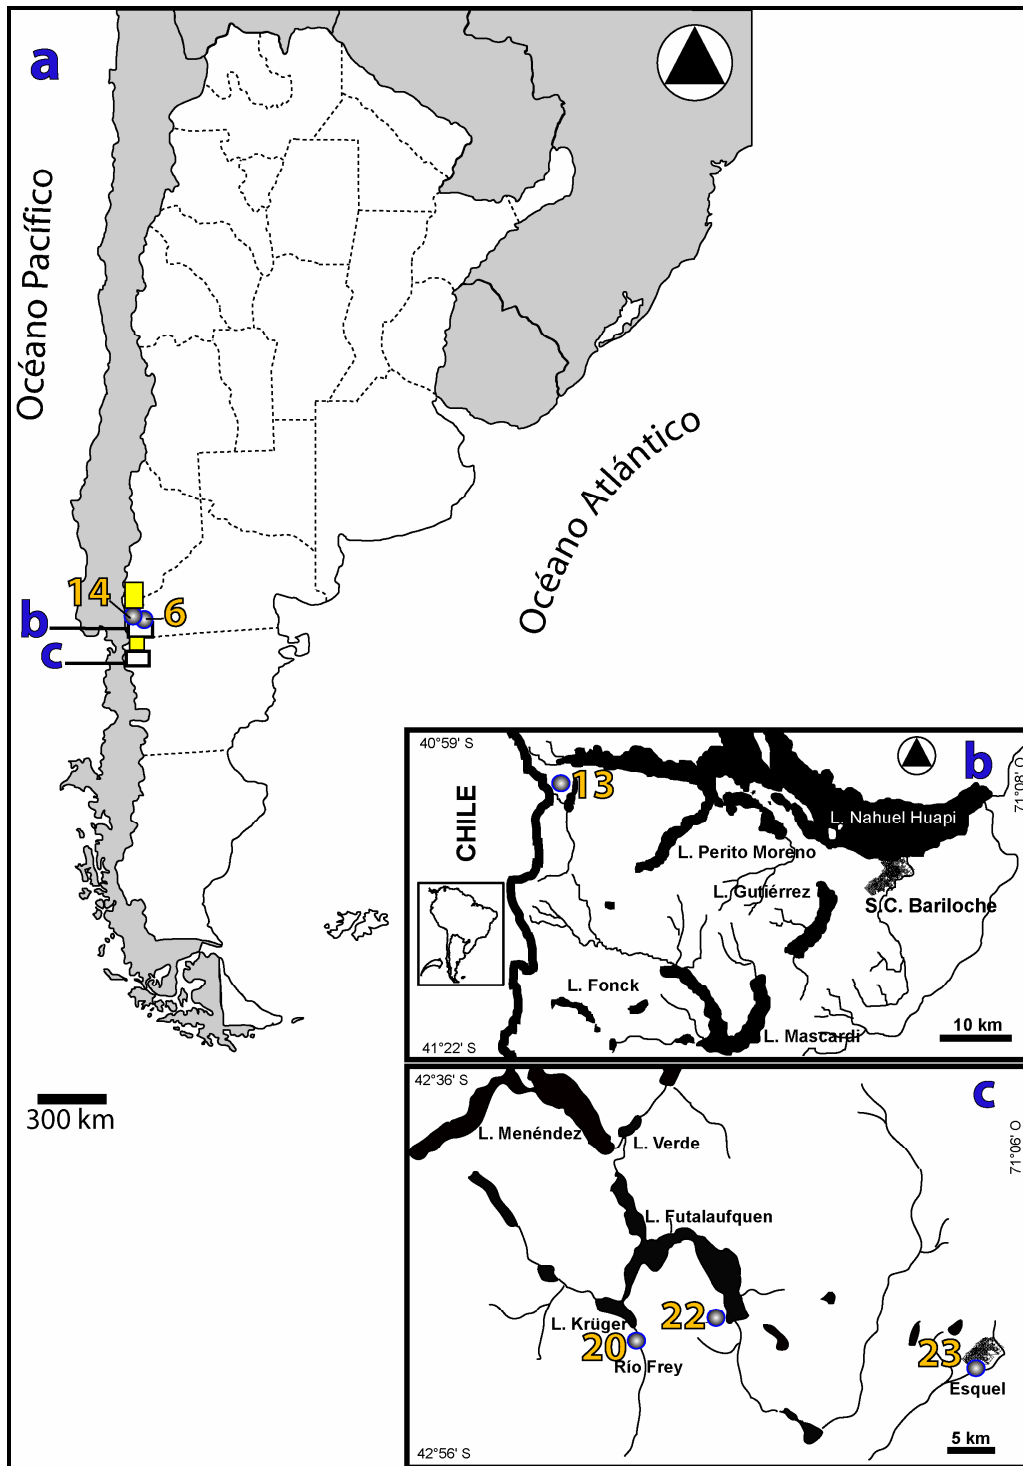 a
Océano Pacífico
Océano Atlántico
14
6
b
c
300 km
40°59' S
b
13
71°08' O
CHILE
L. Nahuel Huapi
L. Perito Moreno
L. Gutiérrez
S.C. Bariloche
L. Fonck
L. Mascardi
41°22' S
10 km
42°36' S
c
L. Menéndez
L. Verde
71°06' O
L. Futalaufquen
22
L. Krüger
20
Río Frey
23
Esquel
5 km
42°56' S